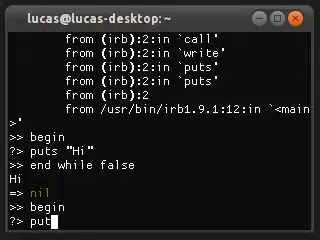 lucas@lucas-desktop:~
from (irb):2:in `call'
from (irb):2:in `write'
from (irb):2:in `puts'
from (irb):2:in `puts'
from (irb):2
from /usr/bin/irb1.9.1:12:in `<main
>'
>> begin
?> puts "Hi"
>> end while false
Hi
=> nil
>> begin
?> put